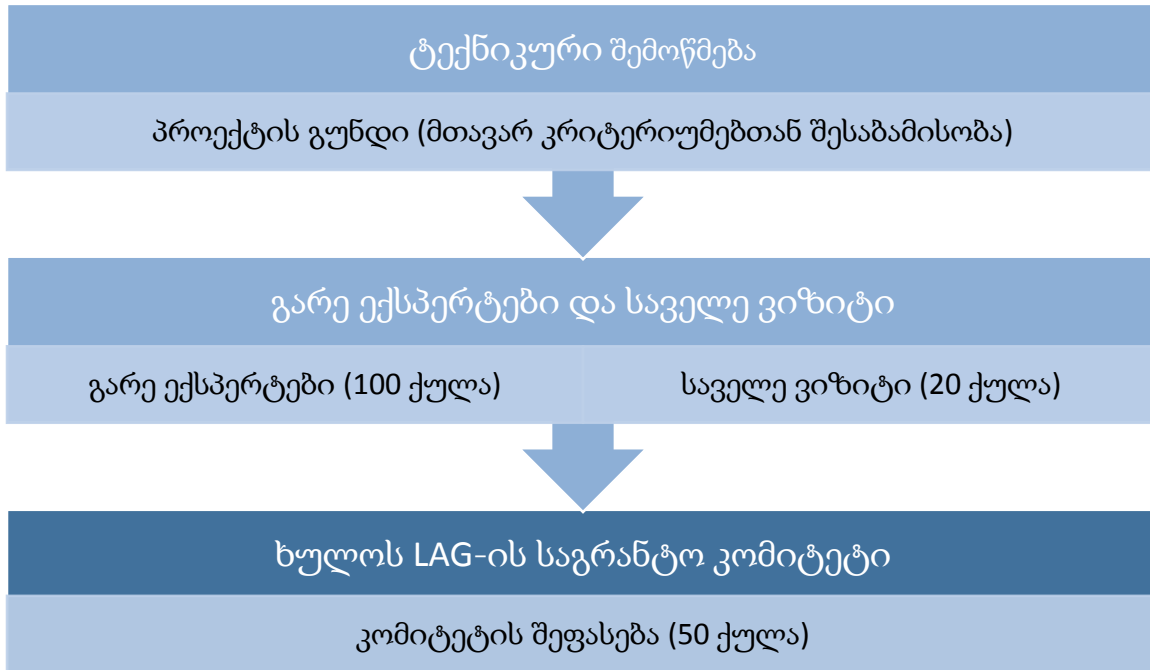 ტექნიკური შემოწმება
პროექტის გუნდი (მთავარ კრიტერიუმებთან შესაბამისობა)
გარე ექსპერტები და საველე ვიზიტი
გარე ექსპერტები (100 ქულა)
საველე ვიზიტი (20 ქულა)
ხულოს LAG-ის საგრანტო კომიტეტი
კომიტეტის შეფასება (50 ქულა)